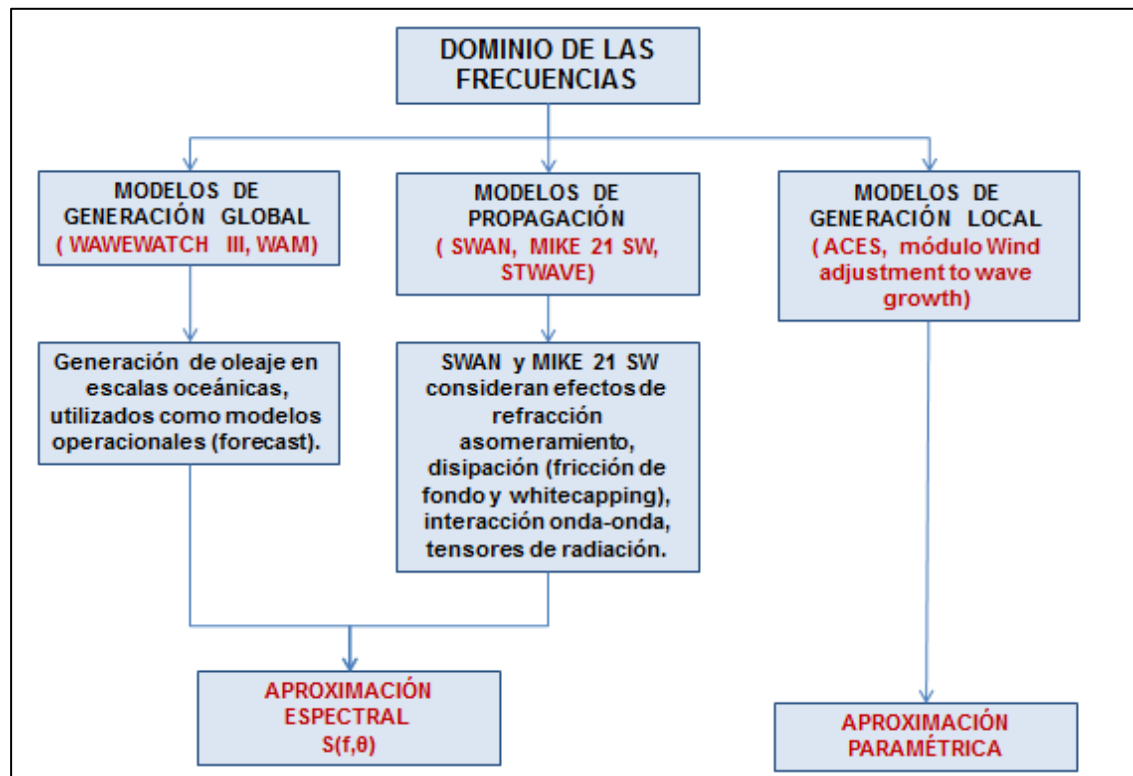 DOMINIO DE LAS
FRECUENCIAS
MODELOS DE
GENERACIÓN GLOBAL
( WAWEWATCH III, WAM)
MODELOS DE
PROPAGACIÓN
( SWAN, MIKE 21 SW,
STWAVE)
MODELOS DE
GENERACIÓN LOCAL
( ACES, módulo Wind
adjustment to wave
growth)
Generación de oleaje en
escalas oceánicas,
utilizados como modelos
operacionales (forecast).
SWAN y MIKE 21 SW
consideran efectos de
refracción
asomeramiento,
disipación (fricción de
fondo y whitecapping),
interacción onda-onda,
tensores de radiación.
APROXIMACIÓN
ESPECTRAL
S(f,θ)
APROXIMACIÓN
PARAMÉTRICA